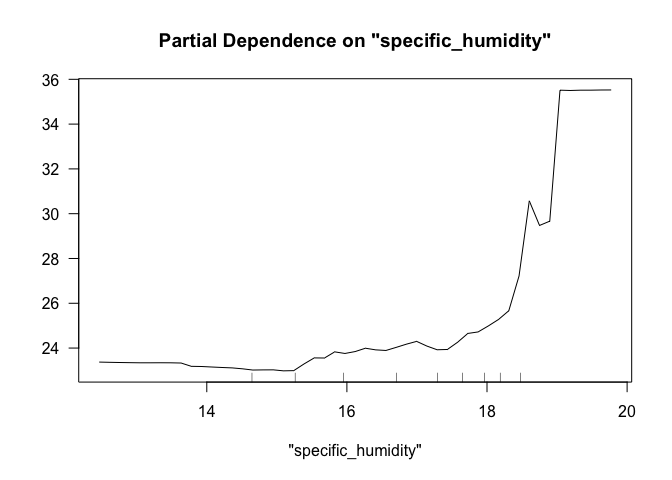 Partial Dependence on "specific_humidity"
36
34
32
30
28
26
24
14 16 18 20
"specific_humidity"